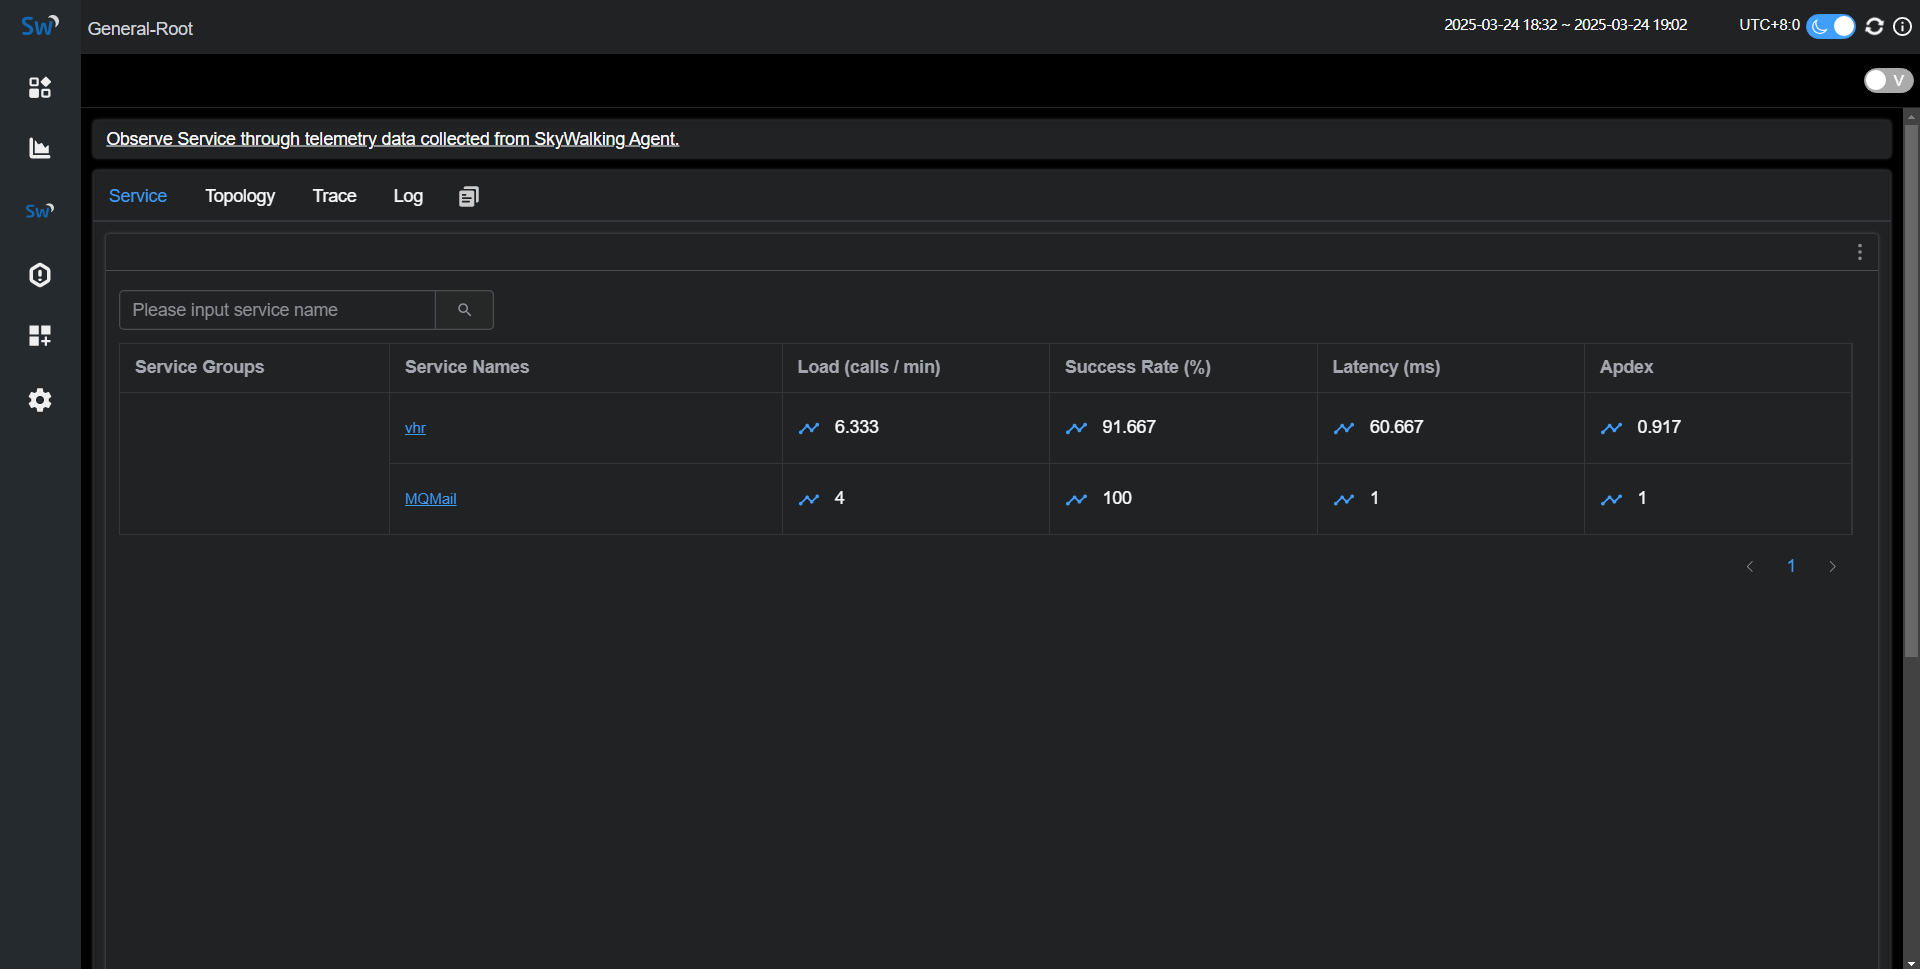 Sw
General-Root
2025-03-24 18:32 ~ 2025-03-24 19:02
UTC+8:0
V
Observe Service through telemetry data collected from SkyWalking Agent.
Service Topology Trace Log
Sw
Please input service name
Service Groups Service Names Load (calls / min) Success Rate (%) Latency (ms) Apdex
vhr 6.333 91.667 60.667 0.917
MQMail 4 100 1 1
1